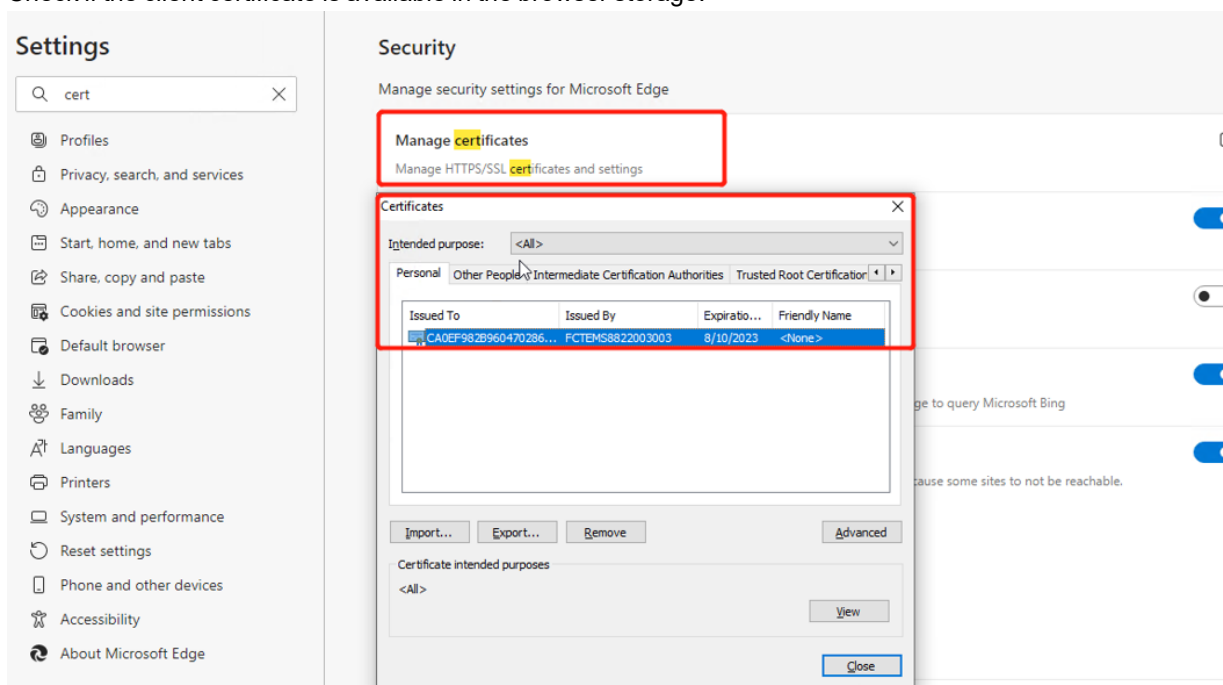 Settings
cert
Profiles
Privacy, search, and services
Appearance
Start, home, and new tabs
Share, copy and paste
Cookies and site permissions
Default browser
Downloads
Family
Languages
Printers
System and performance
Reset settings
Phone and other devices
Accessibility
About Microsoft Edge
Security
Manage security settings for Microsoft Edge
Manage certificates
Manage HTTPS/SSL certificates and settings
Certificates
Intended purpose: <All>
Personal Other People Intermediate Certification Authorities Trusted Root Certification
Issued To Issued By Expiratio... Friendly Name
CA0EF982B960470286... FCTEMS8822003003 8/10/2023 <None>
Import... Export... Remove Advanced
Certificate intended purposes
<All>
View
Close
ge to query Microsoft Bing
cause some sites to not be reachable.